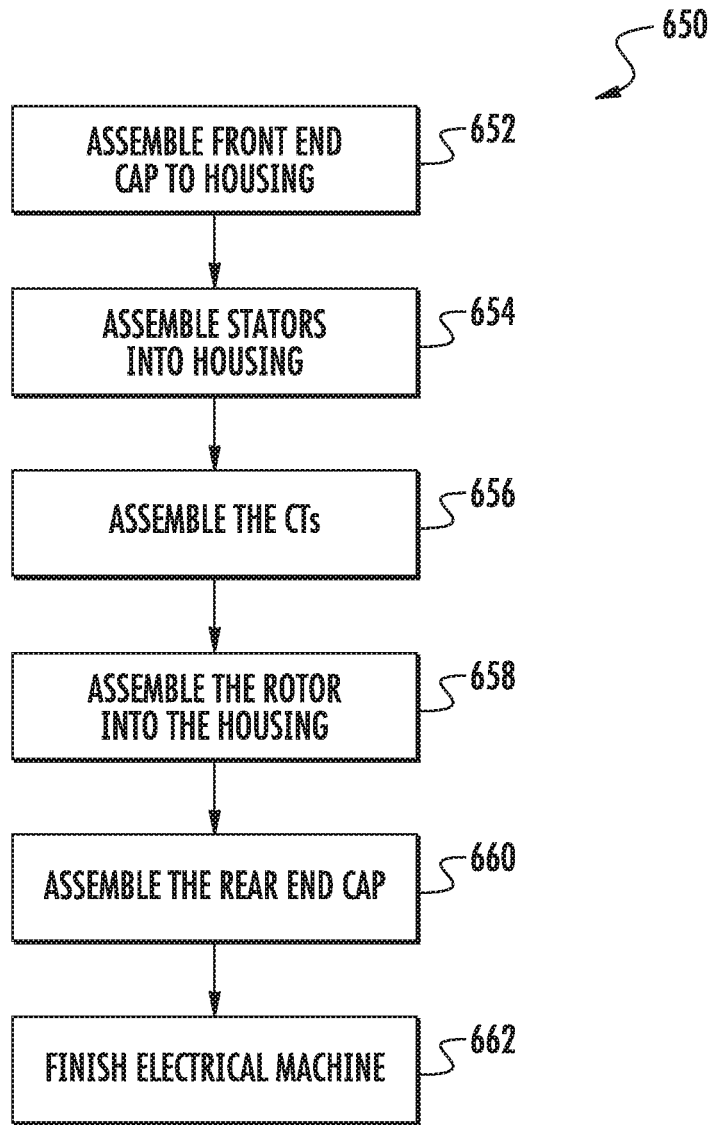 650
ASSEMBLE FRONT END
CAP TO HOUSING
652
ASSEMBLE STATORS
INTO HOUSING
654
ASSEMBLE THE CTs
656
ASSEMBLE THE ROTOR
INTO THE HOUSING
658
ASSEMBLE THE REAR END CAP
660
FINISH ELECTRICAL MACHINE
662